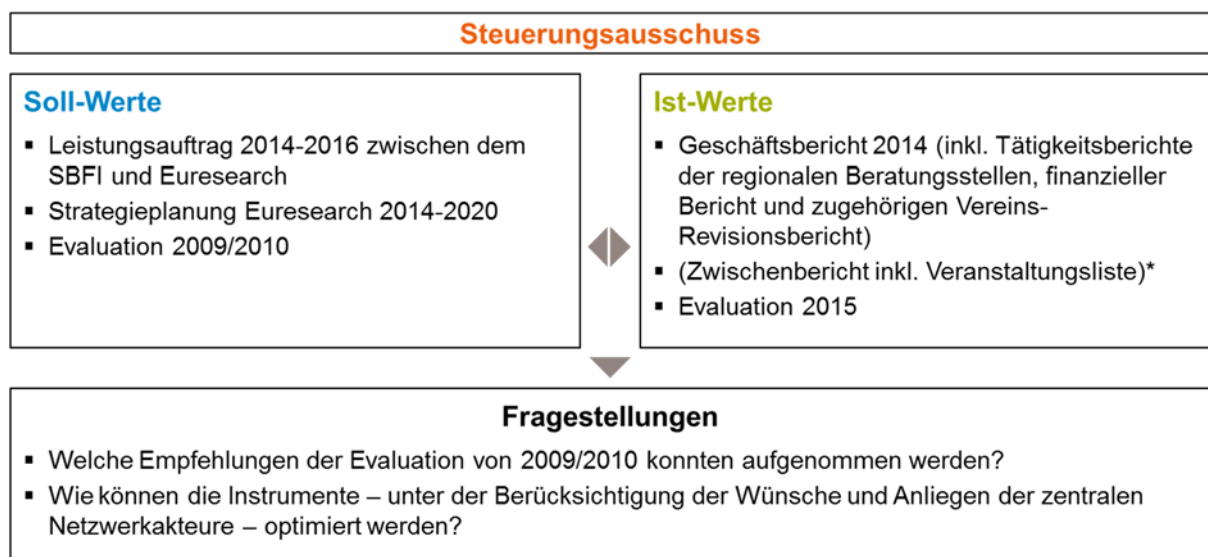 Steuerungsausschuss
Soll-Werte
▪ Leistungsauftrag 2014-2016 zwischen dem
SBFI und Euresearch
▪ Strategieplanung Euresearch 2014-2020
▪ Evaluation 2009/2010
Ist-Werte
▪ Geschäftsbericht 2014 (inkl. Tätigkeitsberichte
der regionalen Beratungsstellen, finanzieller
Bericht und zugehörigen Vereins-
Revisionsbericht)
▪ (Zwischenbericht inkl. Veranstaltungsliste)*
▪ Evaluation 2015
Fragestellungen
▪ Welche Empfehlungen der Evaluation von 2009/2010 konnten aufgenommen werden?
▪ Wie können die Instrumente – unter der Berücksichtigung der Wünsche und Anliegen der zentralen
Netzwerkakteure – optimiert werden?